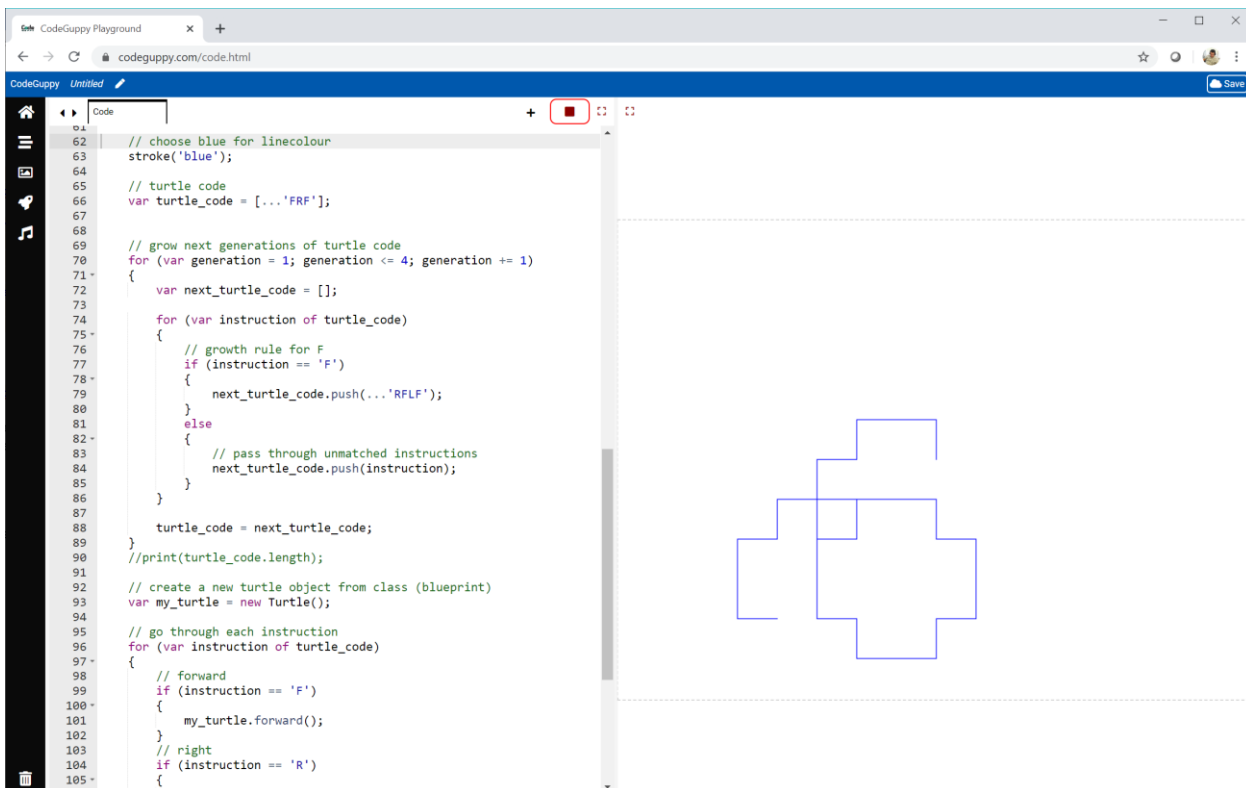 Code CodeGuppy Playground × +
codeguppy.com/code.html
CodeGuppy Untitled Save
Code +
61
62 // choose blue for linecolour
63 stroke('blue');
64
65 // turtle code
66 var turtle_code = [...'FRF'];
67
68
69 // grow next generations of turtle code
70 for (var generation = 1; generation <= 4; generation += 1)
71 {
72 var next_turtle_code = [];
73
74 for (var instruction of turtle_code)
75 {
76 // growth rule for F
77 if (instruction == 'F')
78 {
79 next_turtle_code.push(...'RFLF');
80 }
81 else
82 {
83 // pass through unmatched instructions
84 next_turtle_code.push(instruction);
85 }
86 }
87
88 turtle_code = next_turtle_code;
89 }
90 //print(turtle_code.length);
91
92 // create a new turtle object from class (blueprint)
93 var my_turtle = new Turtle();
94
95 // go through each instruction
96 for (var instruction of turtle_code)
97 {
98 // forward
99 if (instruction == 'F')
100 {
101 my_turtle.forward();
102 }
103 // right
104 if (instruction == 'R')
105 {